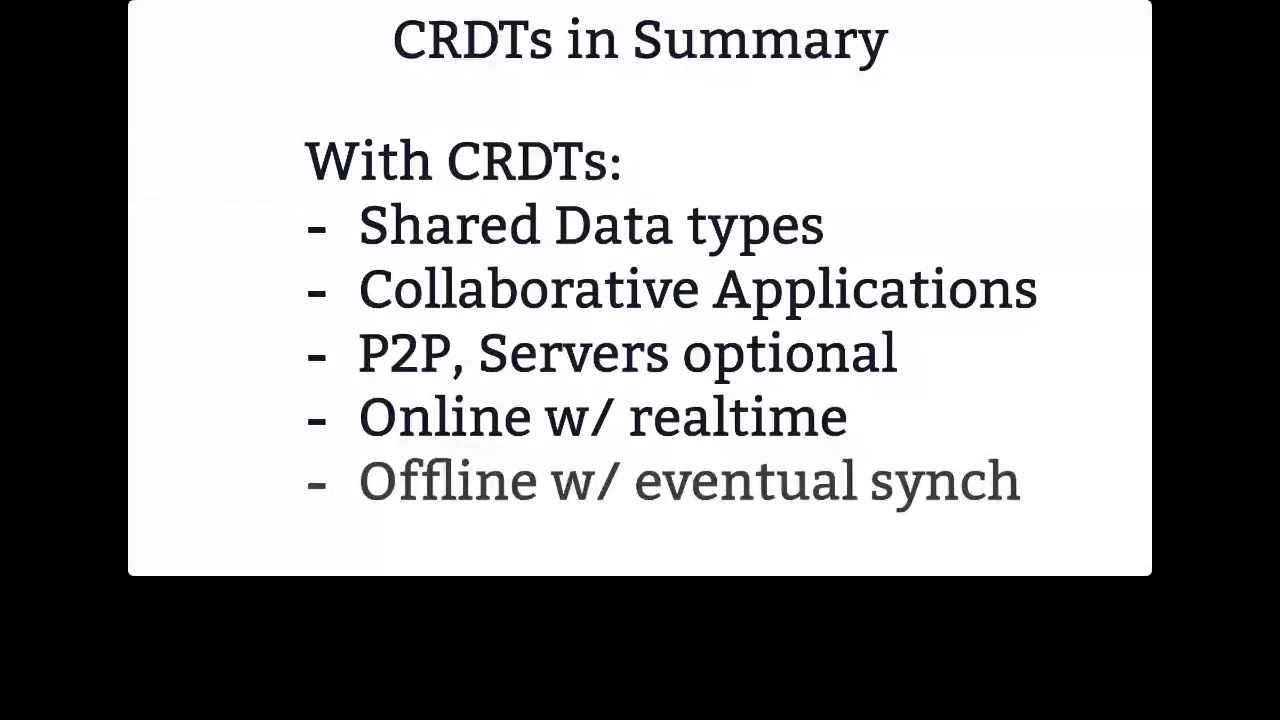 CRDTs in Summary
With CRDTs:
- Shared Data types
- Collaborative Applications
- P2P, Servers optional
- Online w/ realtime
- Offline w/ eventual synch